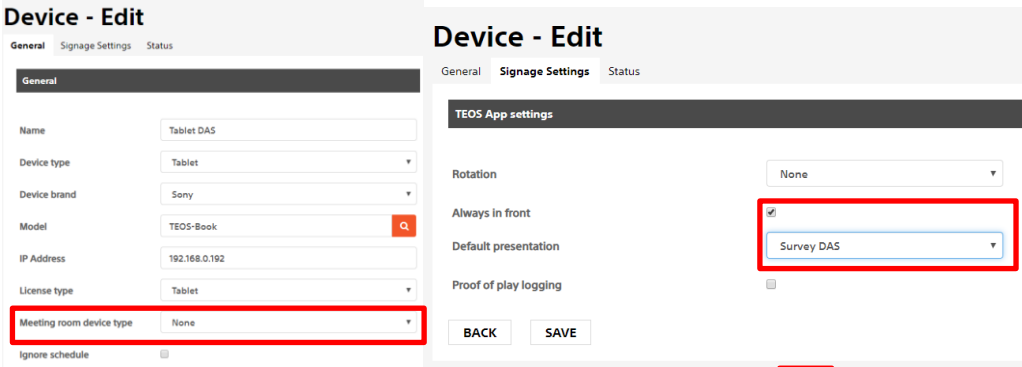 Device - Edit
General Signage Settings Status
General
Name Tablet DAS
Device type Tablet
Device brand Sony
Model TEOS-Book
IP Address 192.168.0.192
License type Tablet
Meeting room device type None
Ignore schedule
Device - Edit
General Signage Settings Status
TEOS App settings
Rotation None
Always in front
Default presentation Survey DAS
Proof of play logging
BACK SAVE